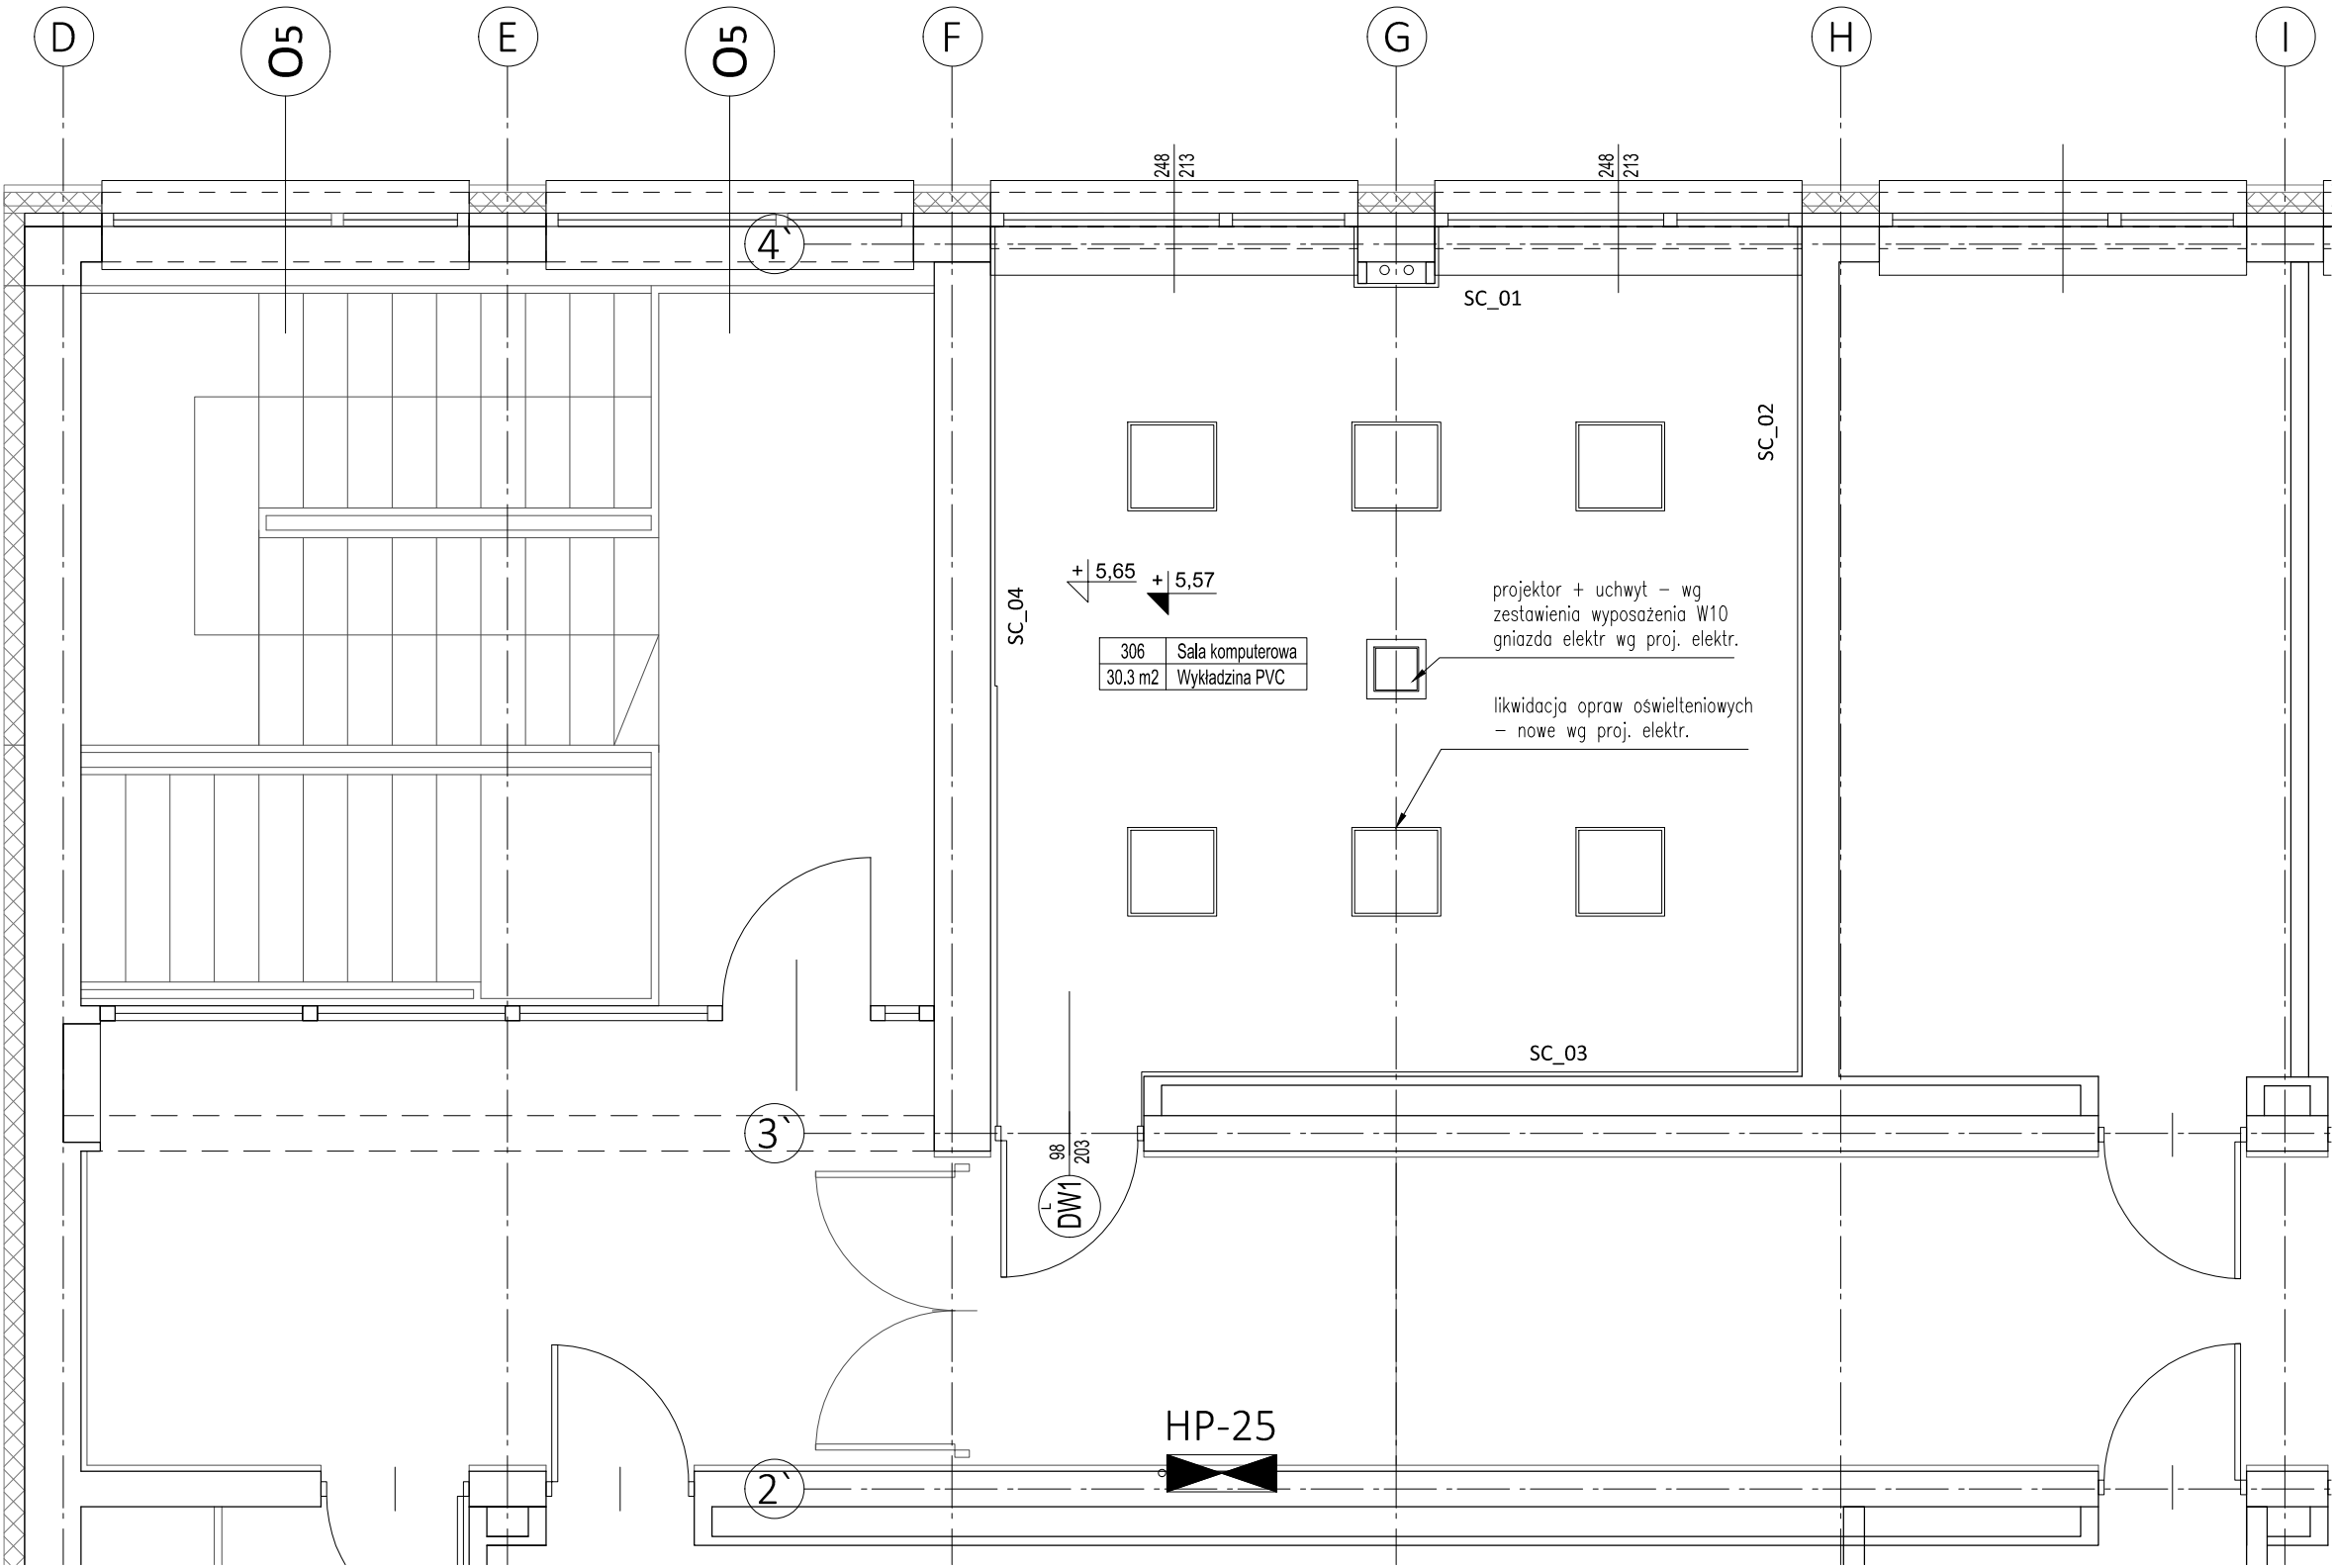 D
O5
E
O5
F
G
H
I
248
213
248
213
4`
SC_01
SC_02
+ 5,65
+ 5,57
SC_04
projektor + uchwyt - wg
zestawienia wyposażenia W10
gniazda elektr wg proj. elektr.
306 Sala komputerowa
30.3 m2 Wykładzina PVC
likwidacja opraw oświelteniowych
- nowe wg proj. elektr.
SC_03
3`
98
203
L
DW1
HP-25
2`